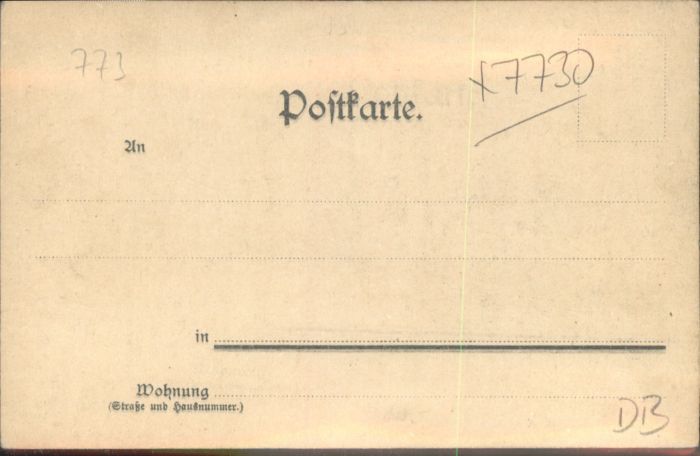 773
x7730
Postkarte.
An
in
Wohnung
(Straße und Hausnummer.)
DB